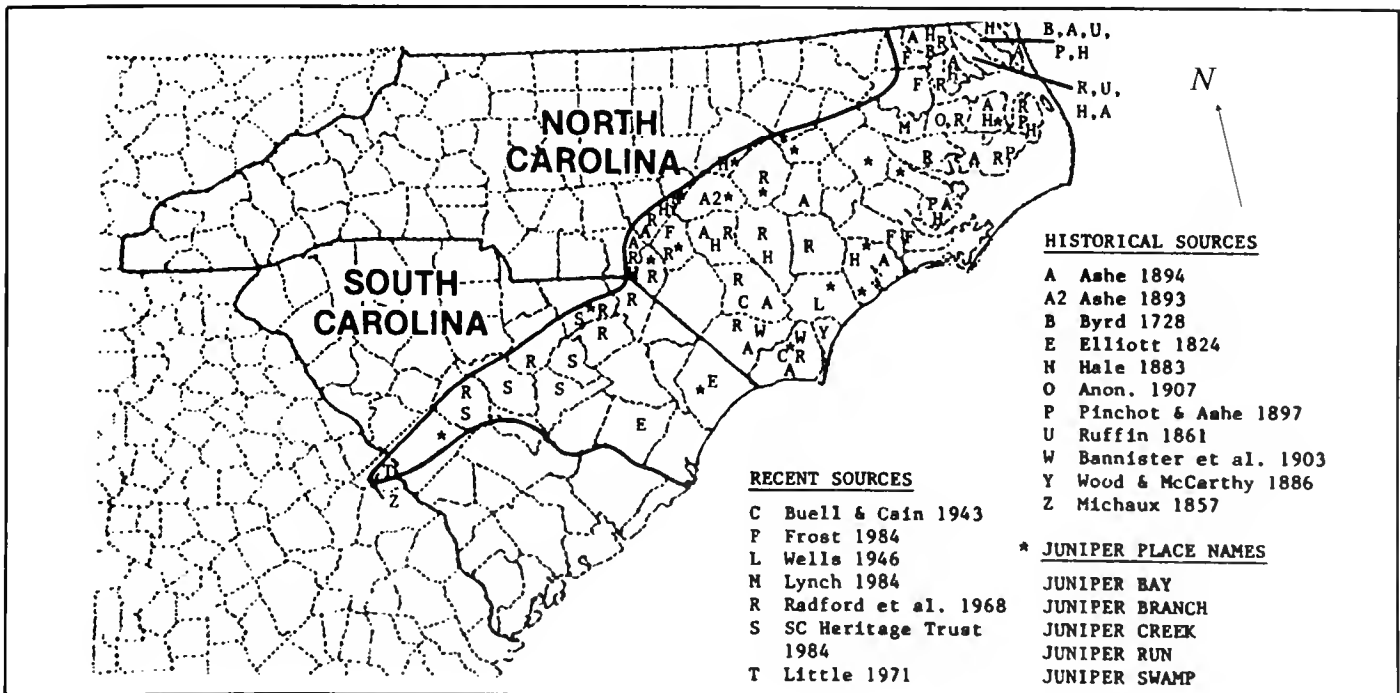 B,A,U,
P,H
R,U,
H,A
N
NORTH
CAROLINA
SOUTH
CAROLINA
A H
R
F R
H
A
A
H
F R
M
O R
A
H *
R
P
H
B
A R P
P A
H
H *
R
*
A2 *
A
A R
H
R
H
R
H *
A
F F
R
C A
L
*
Y
R W
A
W
* R
C
A
R
S *
R
R
R
S
S
S
R
S
*
* E
E
T
Z
HISTORICAL SOURCES
A Ashe 1894
A2 Ashe 1893
B Byrd 1728
E Elliott 1824
H Hale 1883
O Anon. 1907
P Pinchot & Ashe 1897
U Ruffin 1861
W Bannister et al. 1903
Y Wood & McCarthy 1886
Z Michaux 1857
RECENT SOURCES
C Buell & Cain 1943
F Frost 1984
L Wells 1946
M Lynch 1984
R Radford et al. 1968
S SC Heritage Trust
1984
T Little 1971
* JUNIPER PLACE NAMES
JUNIPER BAY
JUNIPER BRANCH
JUNIPER CREEK
JUNIPER RUN
JUNIPER SWAMP